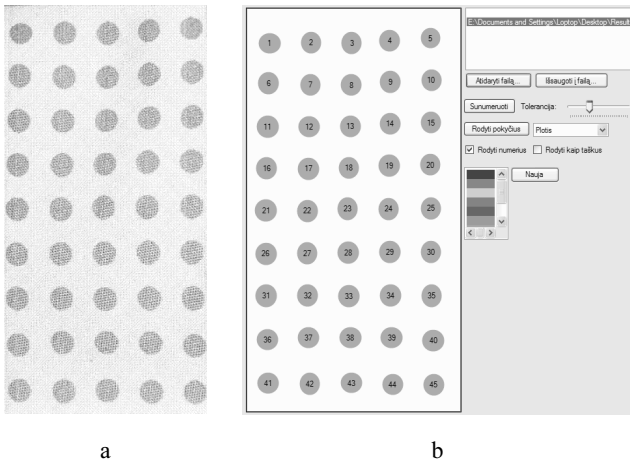 1 2 3 4 5
6 7 8 9 10
11 12 13 14 15
16 17 18 19 20
21 22 23 24 25
26 27 28 29 30
31 32 33 34 35
36 37 38 39 40
41 42 43 44 45
E:\Documents and Settings\Loptop\Desktop\Result
Atidaryti failą... Išsaugoti į failą...
Sunumeruoti Tolerancija:
Rodyti pokyčius Plotis
Rodyti numerius Rodyti kaip taškus
Nauja
a b